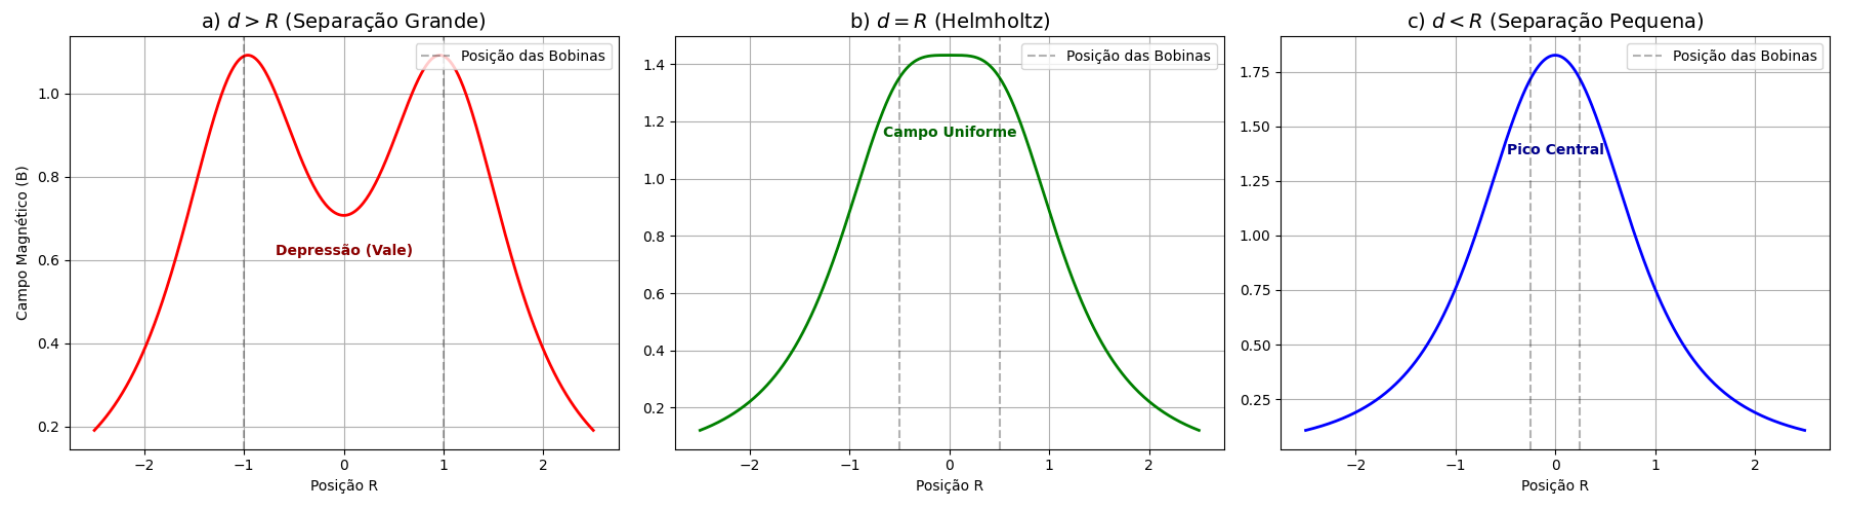 a) d > R (Separação Grande)
Posição das Bobinas
Campo Magnético (B)
1.0
0.8
0.6
0.4
0.2
Depressão (Vale)
−2 −1 0 1 2
Posição R
b) d = R (Helmholtz)
Posição das Bobinas
1.4
1.2
1.0
0.8
0.6
0.4
0.2
Campo Uniforme
−2 −1 0 1 2
Posição R
c) d < R (Separação Pequena)
Posição das Bobinas
1.75
1.50
1.25
1.00
0.75
0.50
0.25
Pico Central
−2 −1 0 1 2
Posição R